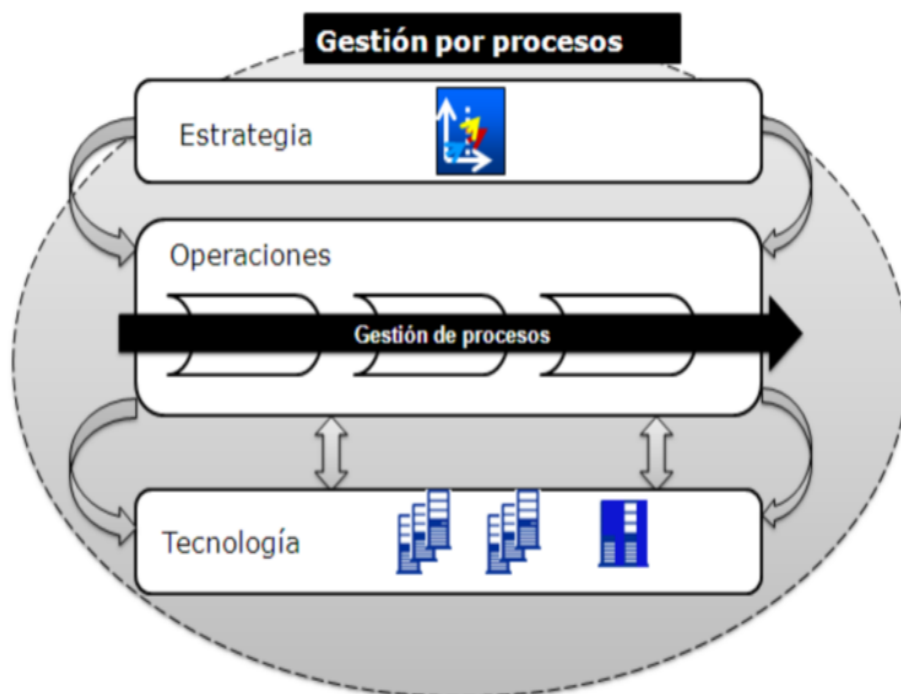 Gestión por procesos
Estrategia
Operaciones
Gestión de procesos
Tecnología